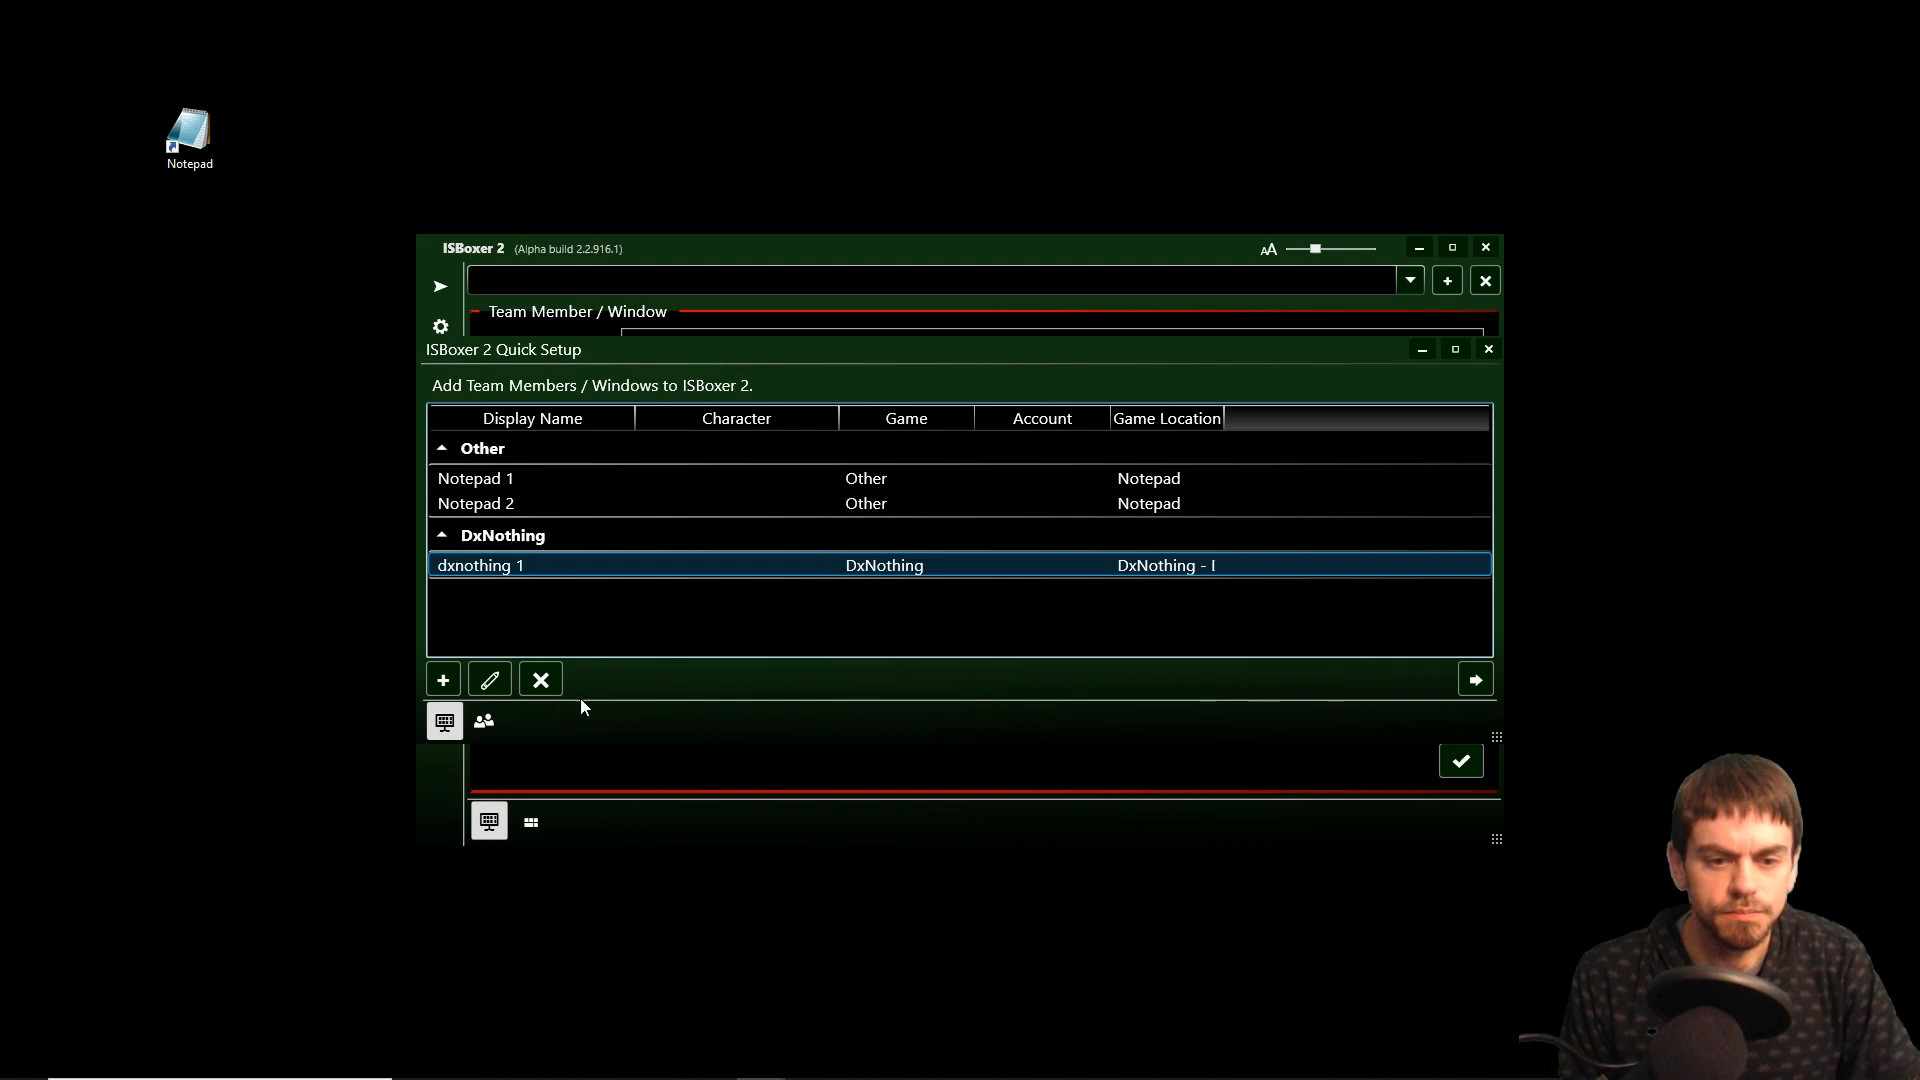 Notepad
ISBoxer 2 (Alpha build 2.2.916.1)
AA
Team Member / Window
ISBoxer 2 Quick Setup
Add Team Members / Windows to ISBoxer 2.
Display Name Character Game Account Game Location
Other
Notepad 1 Other Notepad
Notepad 2 Other Notepad
DxNothing
dxnothing 1 DxNothing DxNothing - I